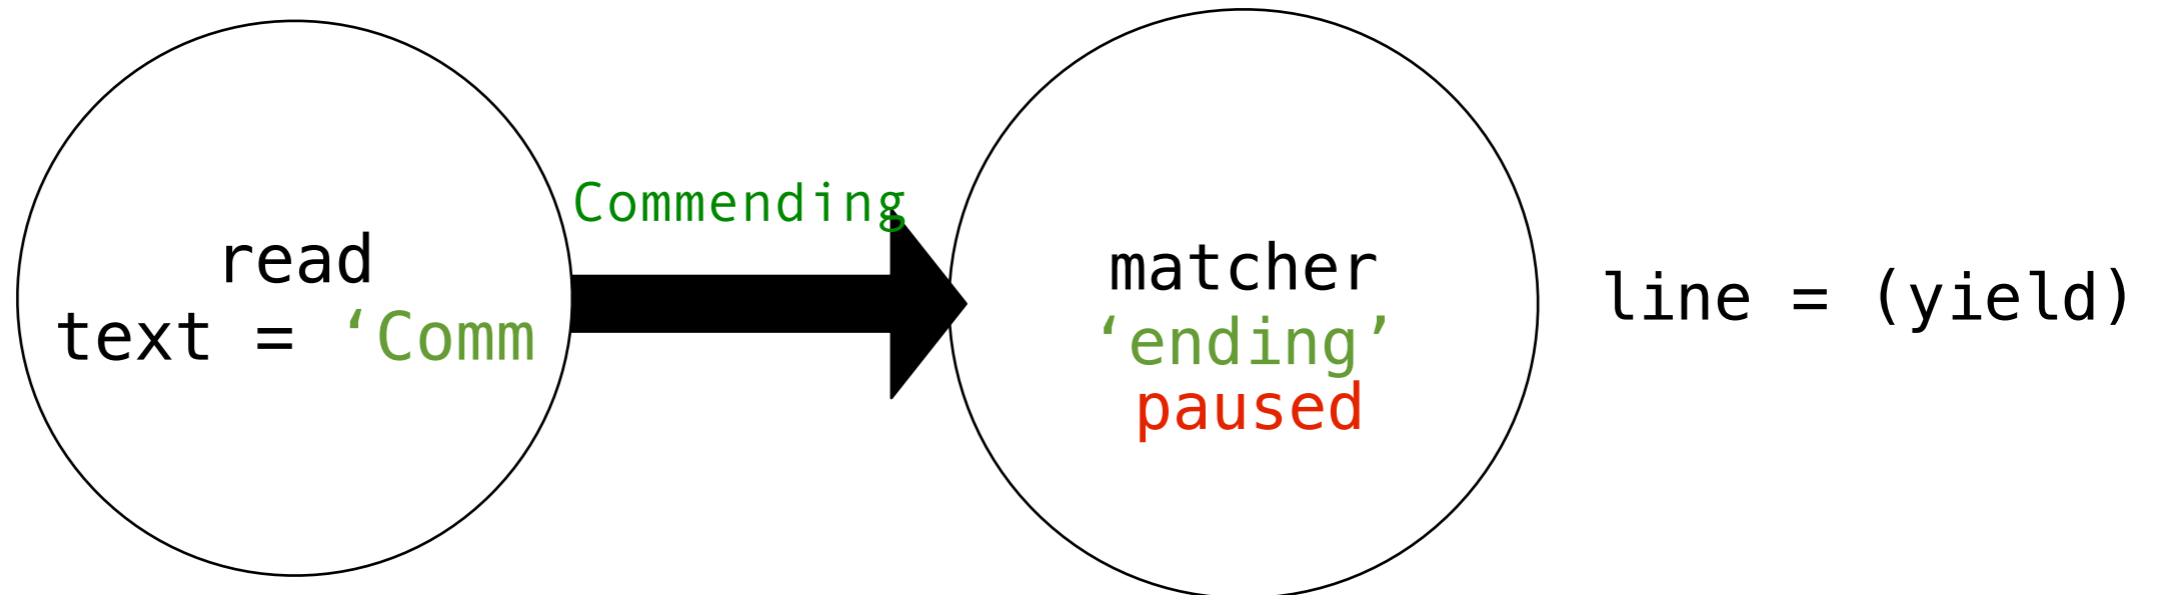 read
text = ‘Comm
Commending
matcher
‘ending’
paused
line = (yield)